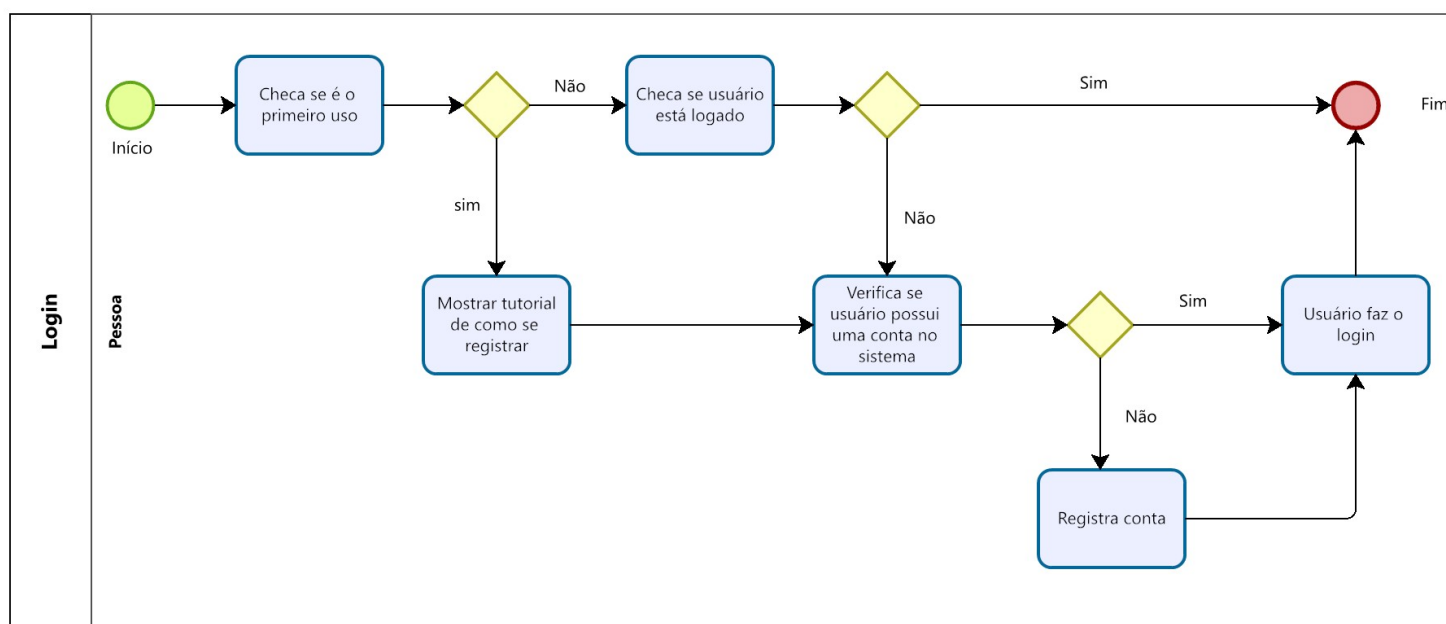 Login
Pessoa
Início
Checa se é o
primeiro uso
Não
Checa se usuário
está logado
Sim
Fim
sim
Não
Mostrar tutorial
de como se
registrar
Verifica se
usuário possui
uma conta no
sistema
Sim
Usuário faz o
login
Não
Registra conta